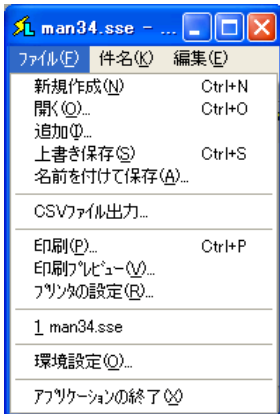 man34.sse - ...
ファイル(F) 件名(K) 編集(E)
新規作成(N) Ctrl+N
開く(O)... Ctrl+O
追加(I)...
上書き保存(S) Ctrl+S
名前を付けて保存(A)...
CSVファイル出力...
印刷(P)... Ctrl+P
印刷プレビュー(V)...
プリンタの設定(R)...
1 man34.sse
環境設定(O)...
アプリケーションの終了(X)